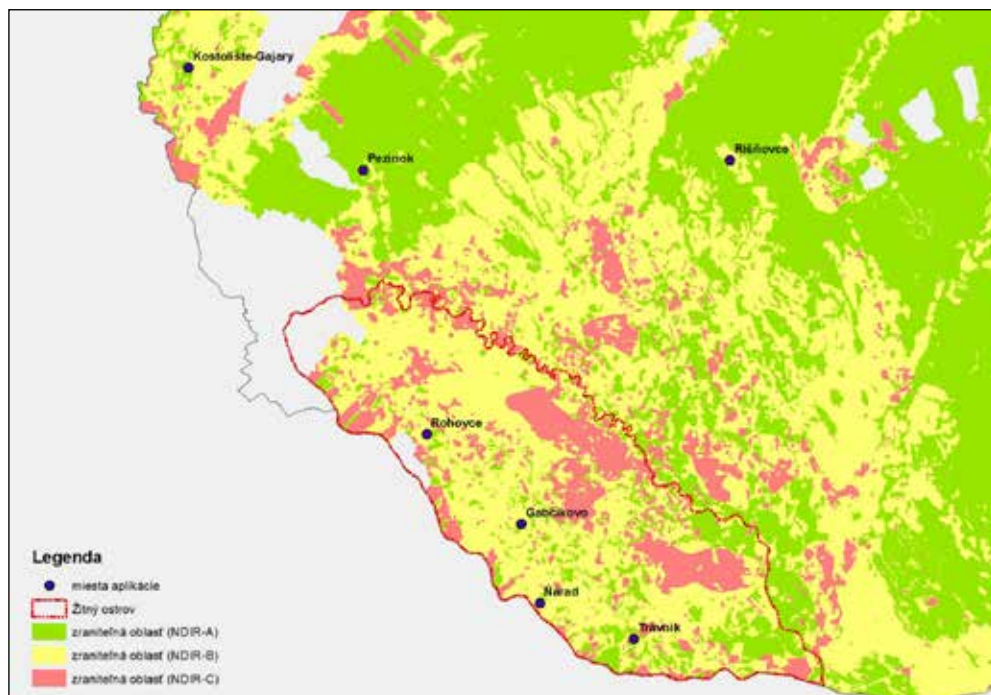 Kostolište-Gajary
Pezinok
Rišňovce
Rohovce
Gabčíkovo
Ňárad
Trávnik
Legenda
miesta aplikácie
Žitný ostrov
zraniteľná oblasť (NDIR-A)
zraniteľná oblasť (NDIR-B)
zraniteľná oblasť (NDIR-C)